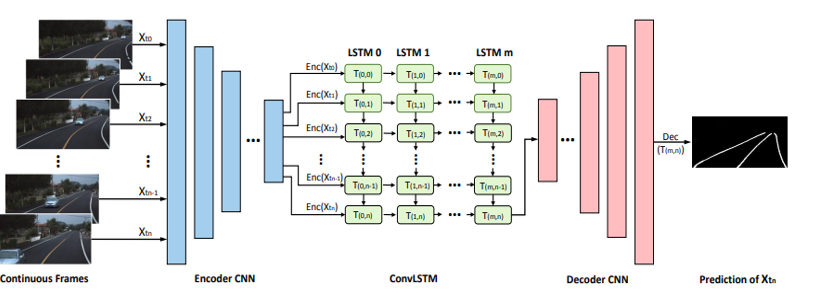 Xt0
Xt1
Xt2
Xtn-1
Xtn
Enc(Xt0)
Enc(Xt1)
Enc(Xt2)
Enc(Xtn-1)
Enc(Xtn)
LSTM 0 LSTM 1 LSTM m
T(0,0) T(1,0) ••• T(m,0)
T(0,1) T(1,1) ••• T(m,1)
T(0,2) T(1,2) ••• T(m,2)
T(0,n-1) T(1,n-1) ••• T(m,n-1)
T(0,n) T(1,n) ••• T(m,n)
Dec
(T(m,n))
Continuous Frames Encoder CNN ConvLSTM Decoder CNN Prediction of Xtn